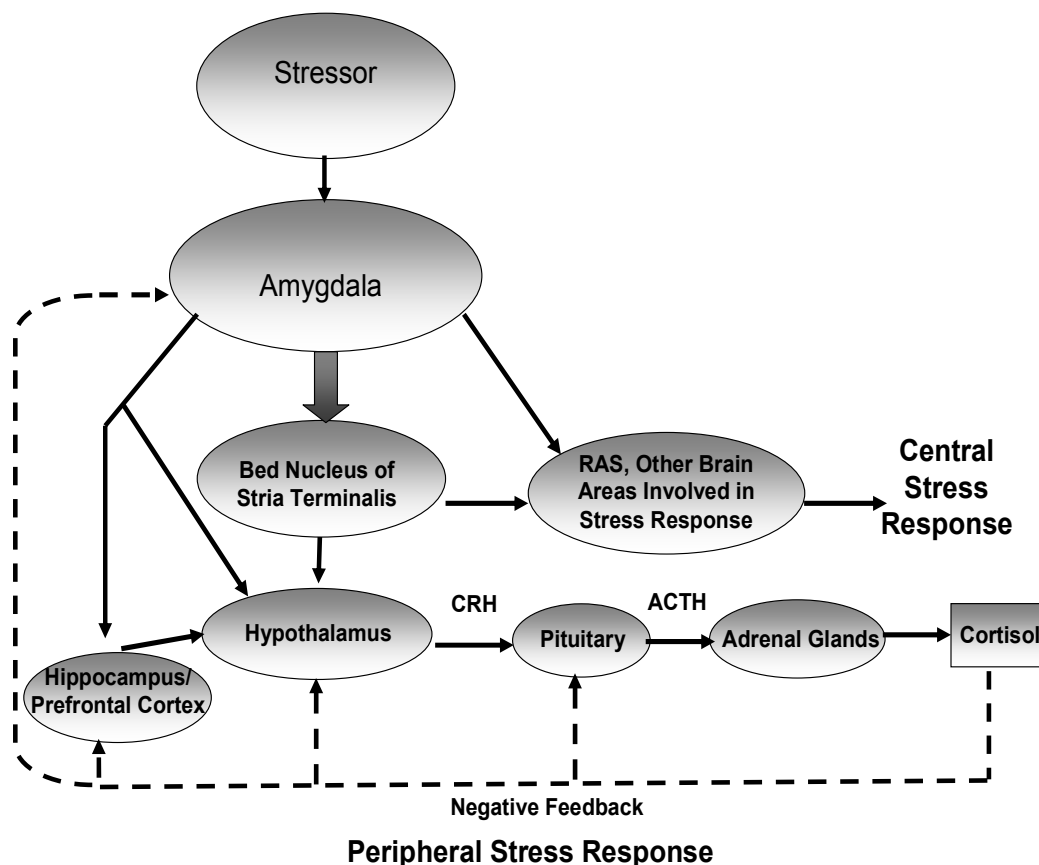 Stressor
Amygdala
Bed Nucleus of
Stria Terminalis
RAS, Other Brain
Areas Involved in
Stress Response
Central
Stress
Response
CRH
ACTH
Hypothalamus
Pituitary
Adrenal Glands
Cortisol
Hippocampus/
Prefrontal Cortex
Negative Feedback
Peripheral Stress Response